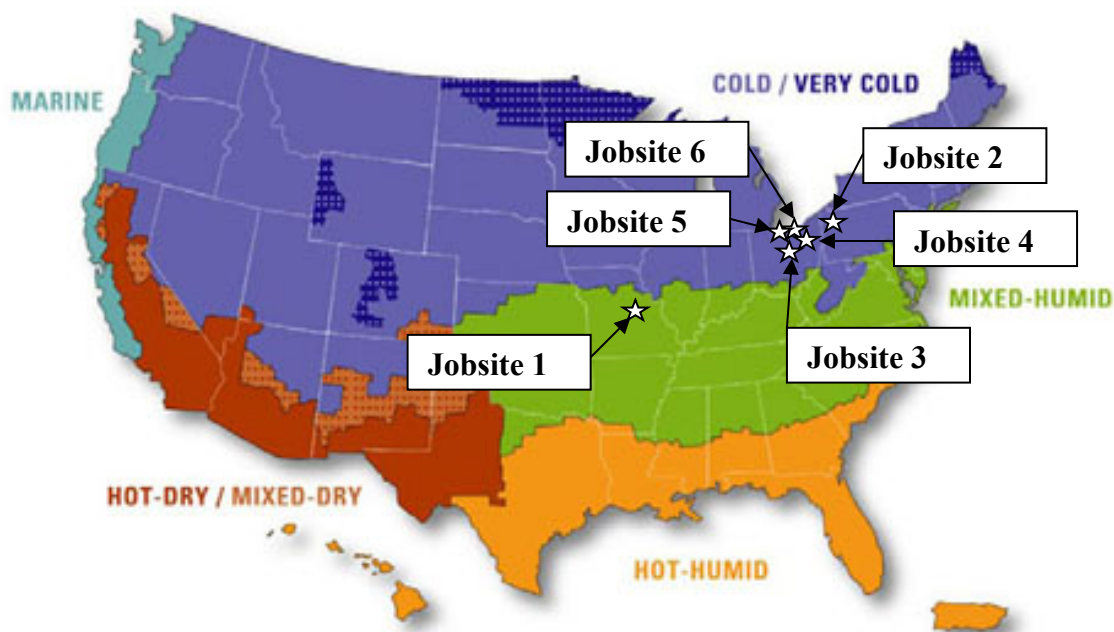 MARINE
COLD / VERY COLD
Jobsite 6
Jobsite 2
Jobsite 5
Jobsite 4
MIXED-HUMID
Jobsite 1
Jobsite 3
HOT-DRY / MIXED-DRY
HOT-HUMID